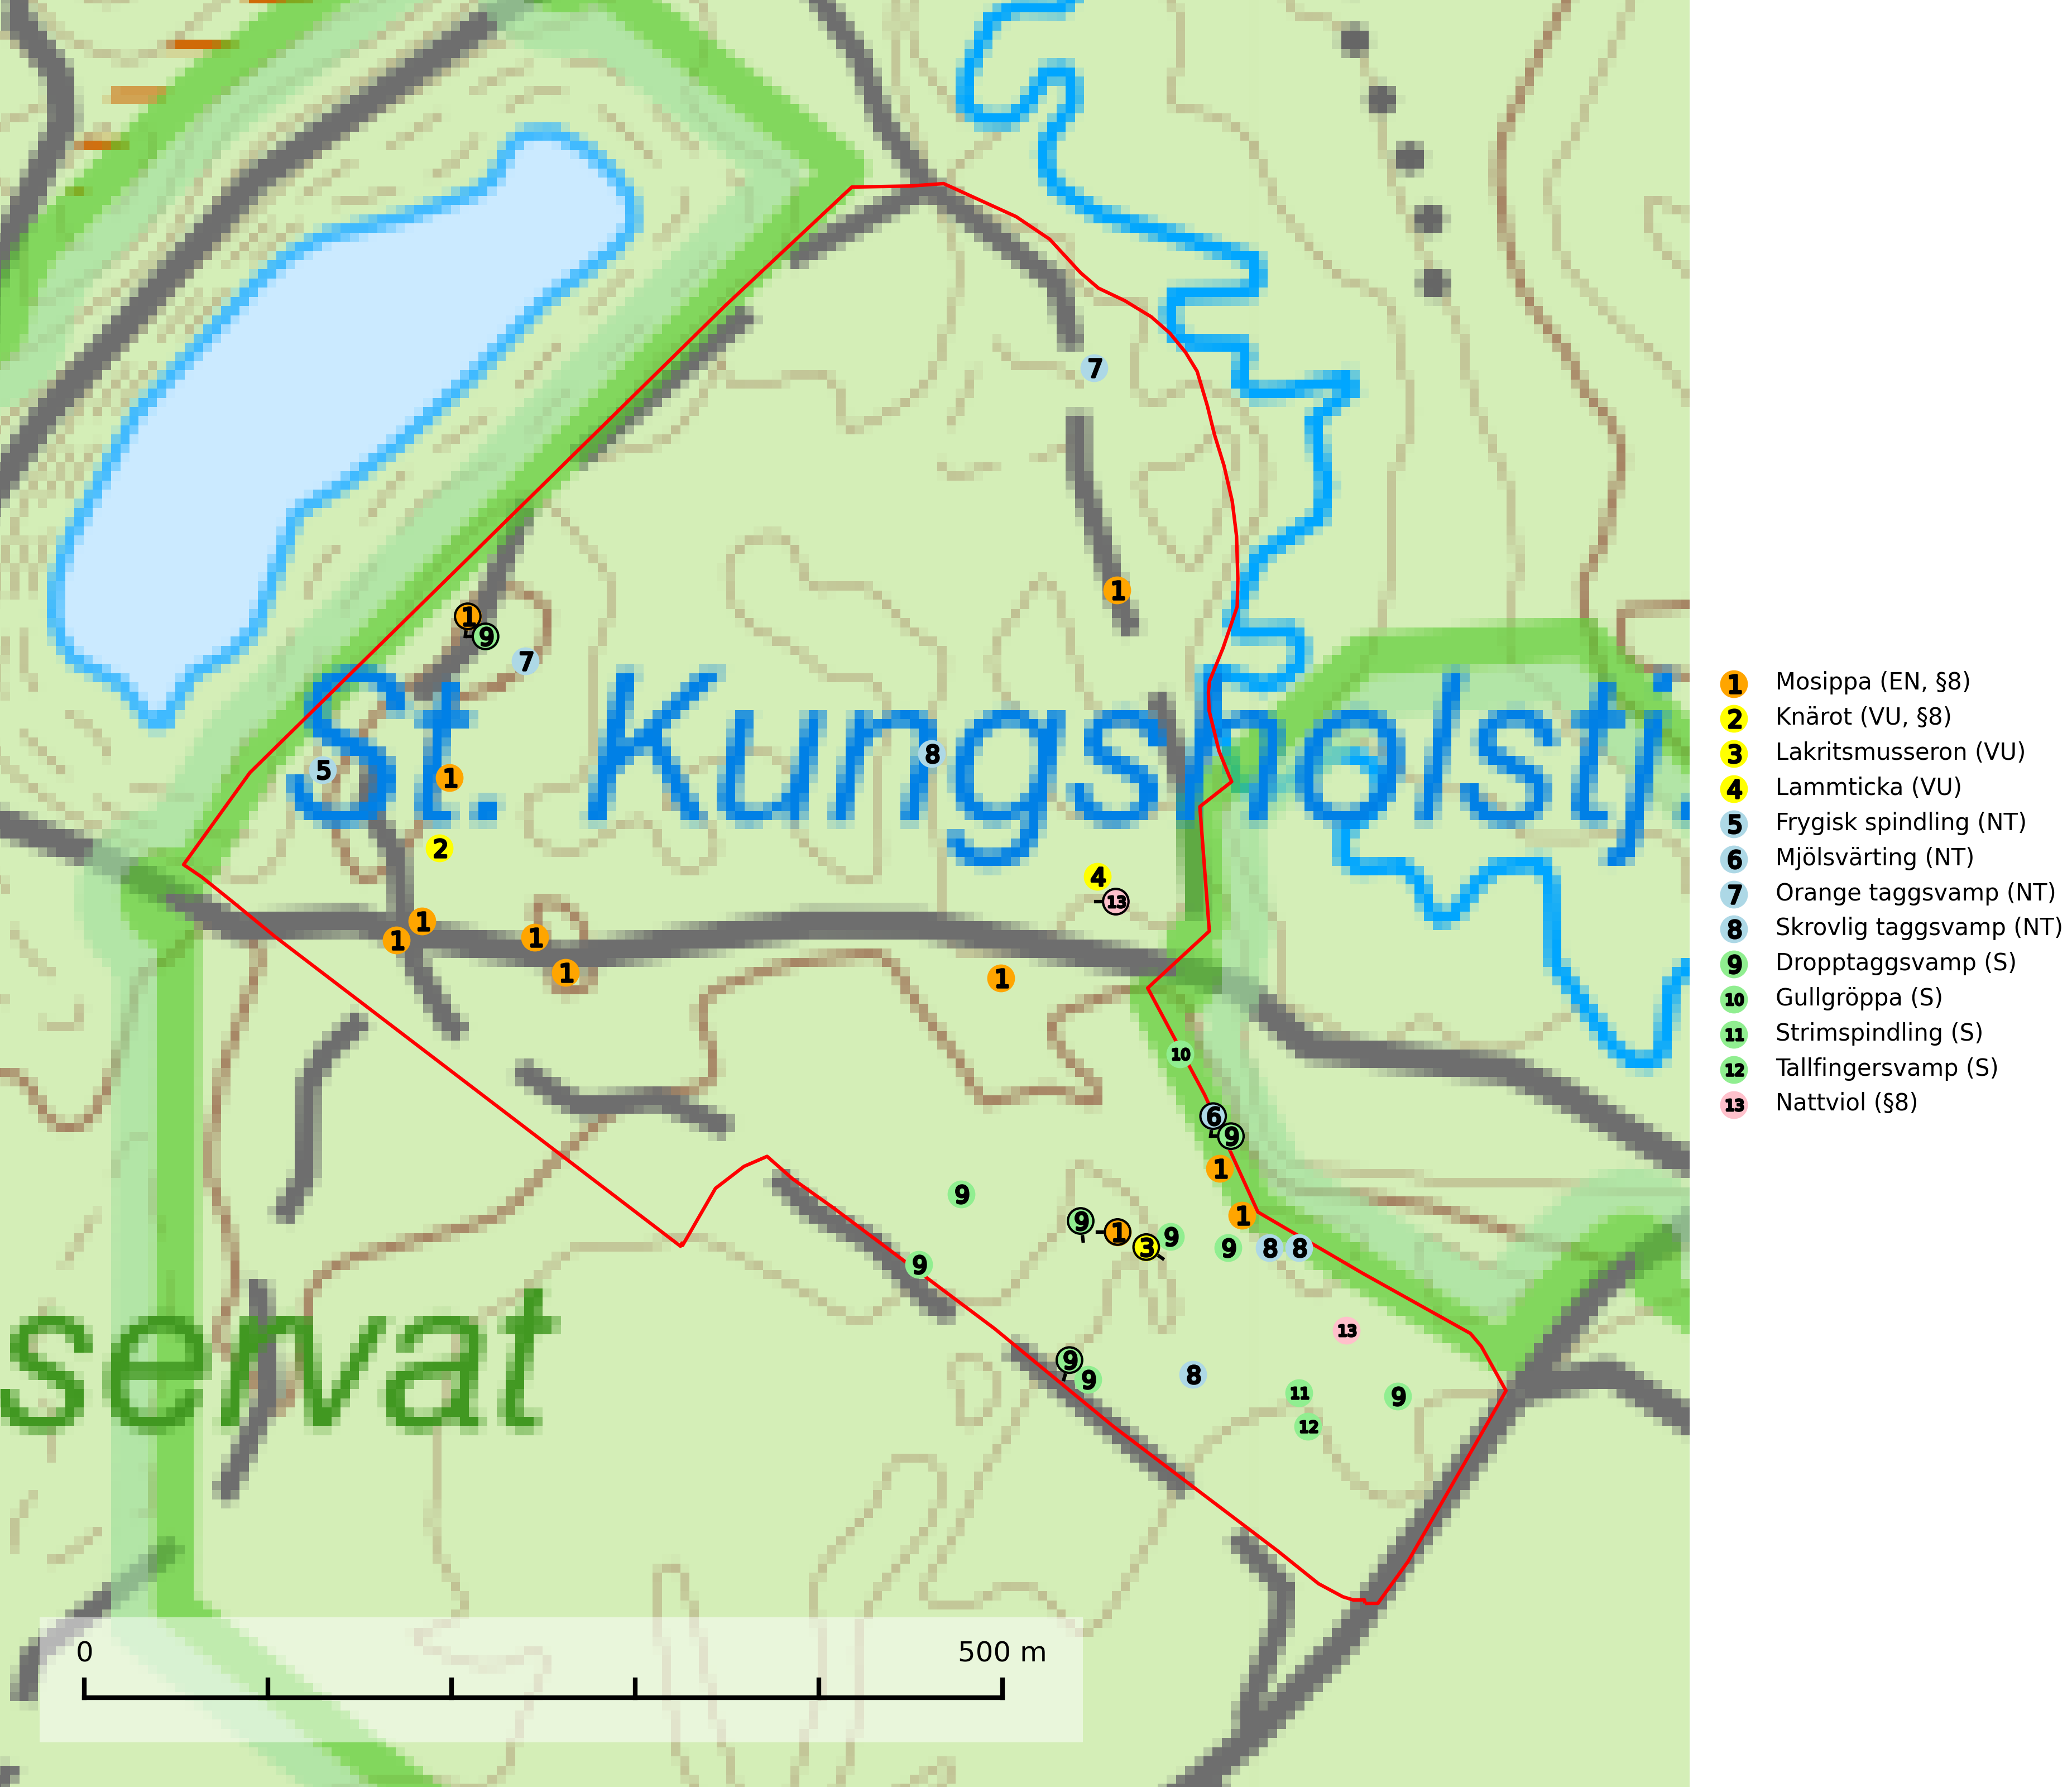 7
1
1
9
7
St. Kungsholstj.
5
8
1
2
4
13
1
1
1
1
1
10
6
9
1
9
1
9
1
3
9
9
8
8
9
13
9
9
8
11
9
12
servat
0 500 m
1 Mosippa (EN, §8)
2 Knärot (VU, §8)
3 Lakritsmusseron (VU)
4 Lammticka (VU)
5 Frygisk spindling (NT)
6 Mjölsvärting (NT)
7 Orange taggsvamp (NT)
8 Skrovlig taggsvamp (NT)
9 Dropptaggsvamp (S)
10 Gullgröppa (S)
11 Strimspindling (S)
12 Tallfingersvamp (S)
13 Nattviol (§8)